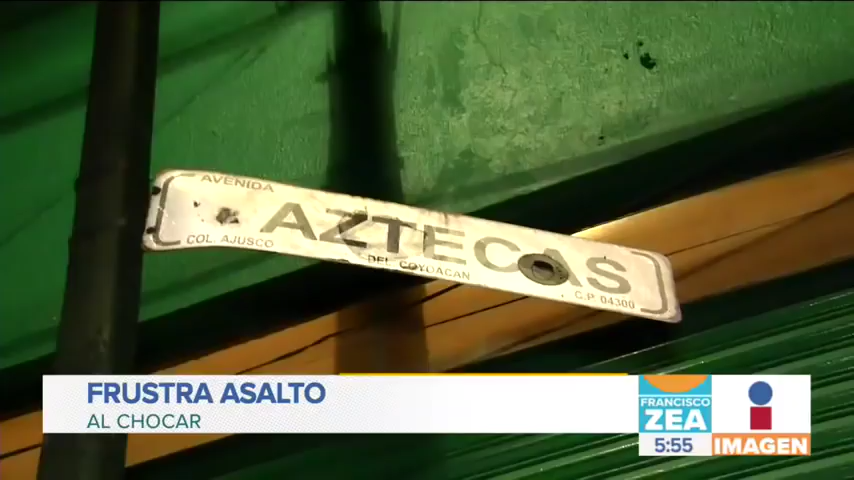 AVENIDA
AZTECAS
COL. AJUSCO
DEL. COYOACAN
C.P. 04300
FRUSTRA ASALTO
AL CHOCAR
FRANCISCO
ZEA
5:55
IMAGEN